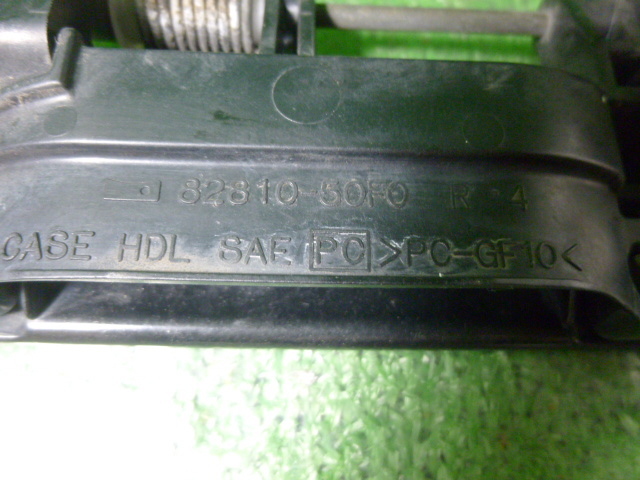 82810-50F0 R 4
CASE HDL SAE PC >PC-GF10<